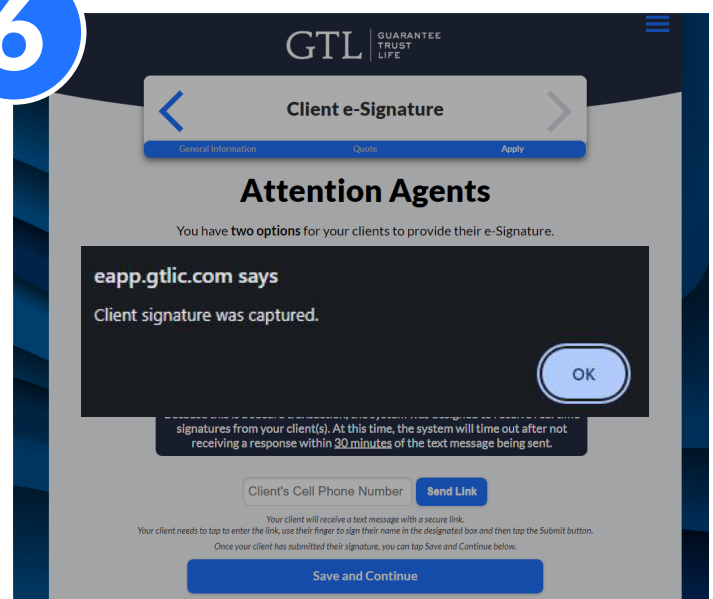 6
GTL GUARANTEE
TRUST
LIFE
Client e-Signature
General Information Quote Apply
Attention Agents
You have two options for your clients to provide their e-Signature.
eapp.gtlic.com says
Client signature was captured.
OK
signatures from your client(s). At this time, the system will time out after not
receiving a response within 30 minutes of the text message being sent.
Client's Cell Phone Number Send Link
Your client will receive a text message with a secure link.
Your client needs to tap to enter the link, use their finger to sign their name in the designated box and then tap the Submit button.
Once your client has submitted their signature, you can tap Save and Continue below.
Save and Continue